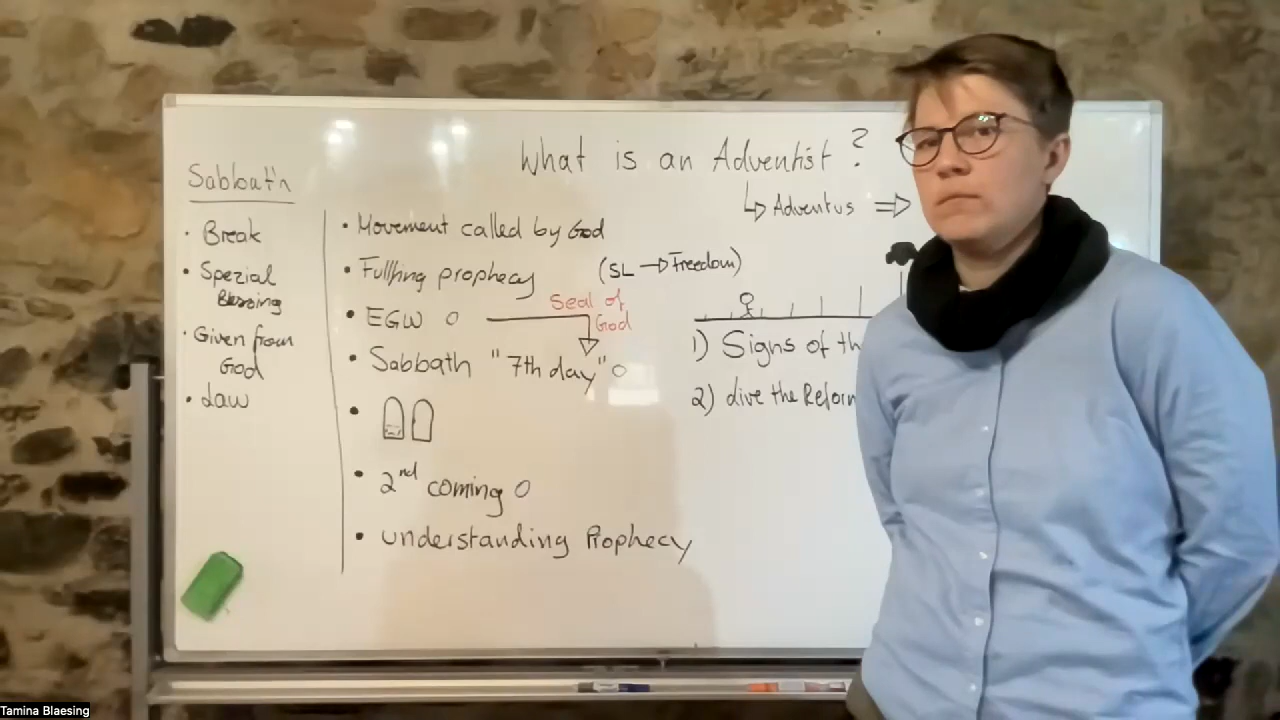 What is an Adventist ?
↳ Adventus ⇒
Sabbat'n
· Break
• Spezial
Blessing
· Given from
God
• Law
• Movement called by God
• Fullfing prophecy (SL → Freedom)
• EGW o
Seal of
God
• Sabbath "7th day" o
• 2nd coming o
• understanding Prophecy
1) Signs of th
2) live the Reform
Tamina Blaesing